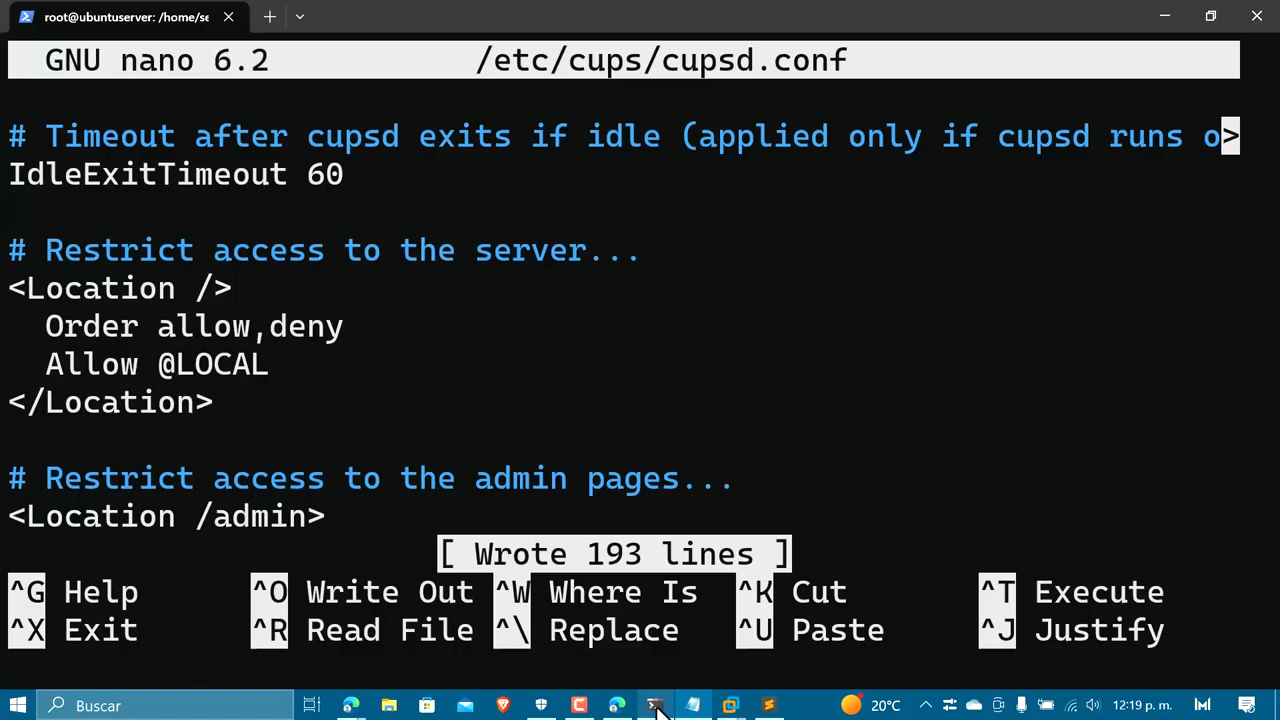 root@ubuntuserver: /home/se
GNU nano 6.2 /etc/cups/cupsd.conf
# Timeout after cupsd exits if idle (applied only if cupsd runs o>
IdleExitTimeout 60
# Restrict access to the server...
<Location />
Order allow,deny
Allow @LOCAL
</Location>
# Restrict access to the admin pages...
<Location /admin>
[ Wrote 193 lines ]
^G Help ^O Write Out ^W Where Is ^K Cut ^T Execute
^X Exit ^R Read File ^\ Replace ^U Paste ^J Justify
Buscar 20°C 12:19 p. m.